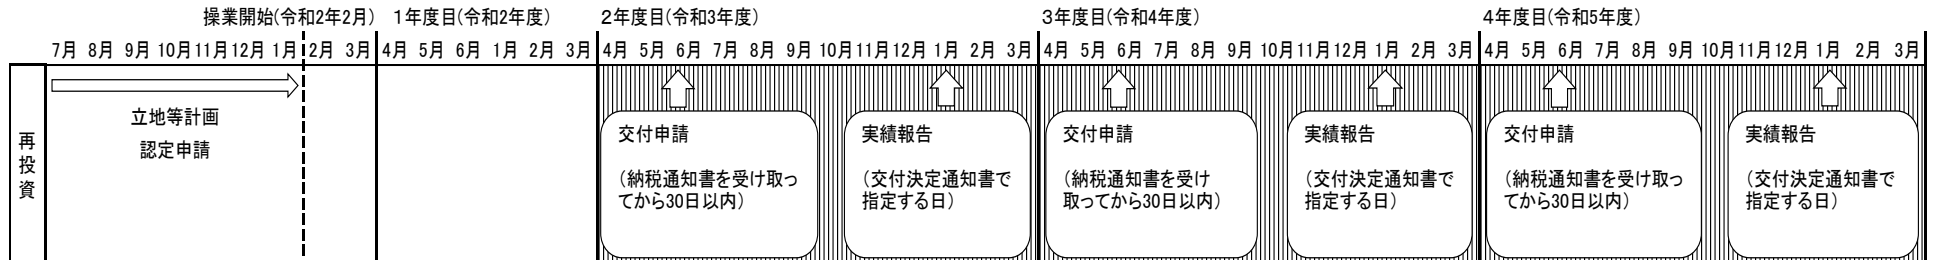 操業開始(令和2年2月)　1年度目(令和2年度)　2年度目(令和3年度)　3年度目(令和4年度)　4年度目(令和5年度)
7月 8月 9月 10月 11月 12月 1月 2月 3月 4月 5月 6月 1月 2月 3月 4月 5月 6月 7月 8月 9月 10月 11月 12月 1月 2月 3月 4月 5月 6月 7月 8月 9月 10月 11月 12月 1月 2月 3月 4月 5月 6月 7月 8月 9月 10月 11月 12月 1月 2月 3月
再投資
立地等計画
認定申請
交付申請
(納税通知書を受け取っ
てから30日以内)
実績報告
(交付決定通知書で
指定する日)
交付申請
(納税通知書を受け
取ってから30日以内)
実績報告
(交付決定通知書で
指定する日)
交付申請
(納税通知書を受け取っ
てから30日以内)
実績報告
(交付決定通知書で
指定する日)